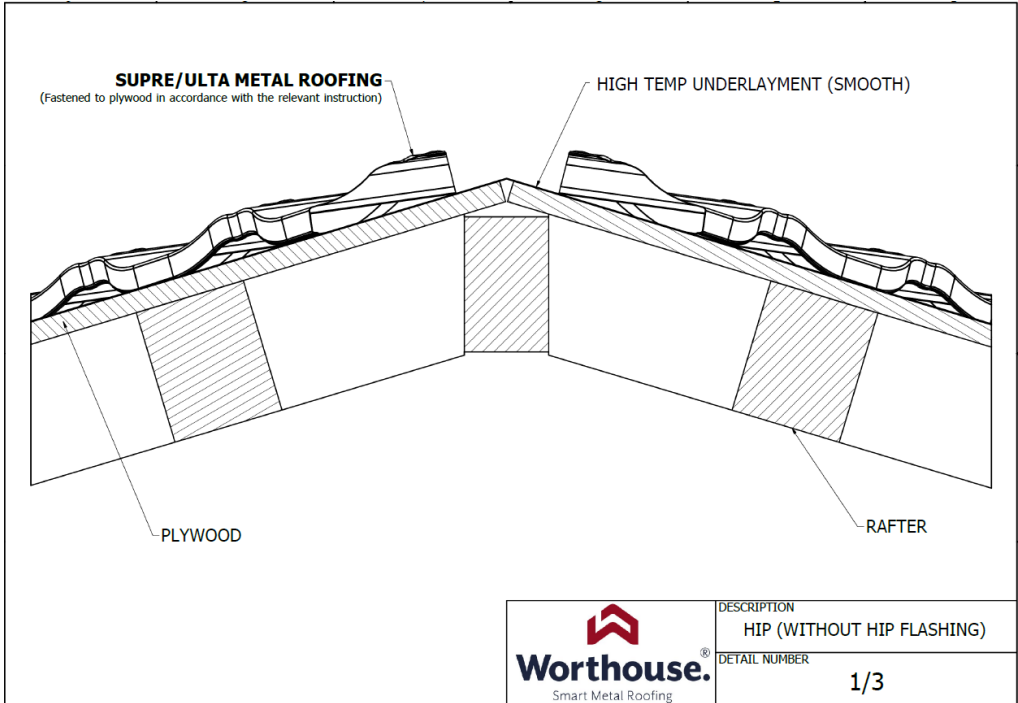 SUPRE/ULTA METAL ROOFING
(Fastened to plywood in accordance with the relevant instruction)
HIGH TEMP UNDERLAYMENT (SMOOTH)
PLYWOOD
RAFTER
Worthouse.®
Smart Metal Roofing
DESCRIPTION
HIP (WITHOUT HIP FLASHING)
DETAIL NUMBER
1/3